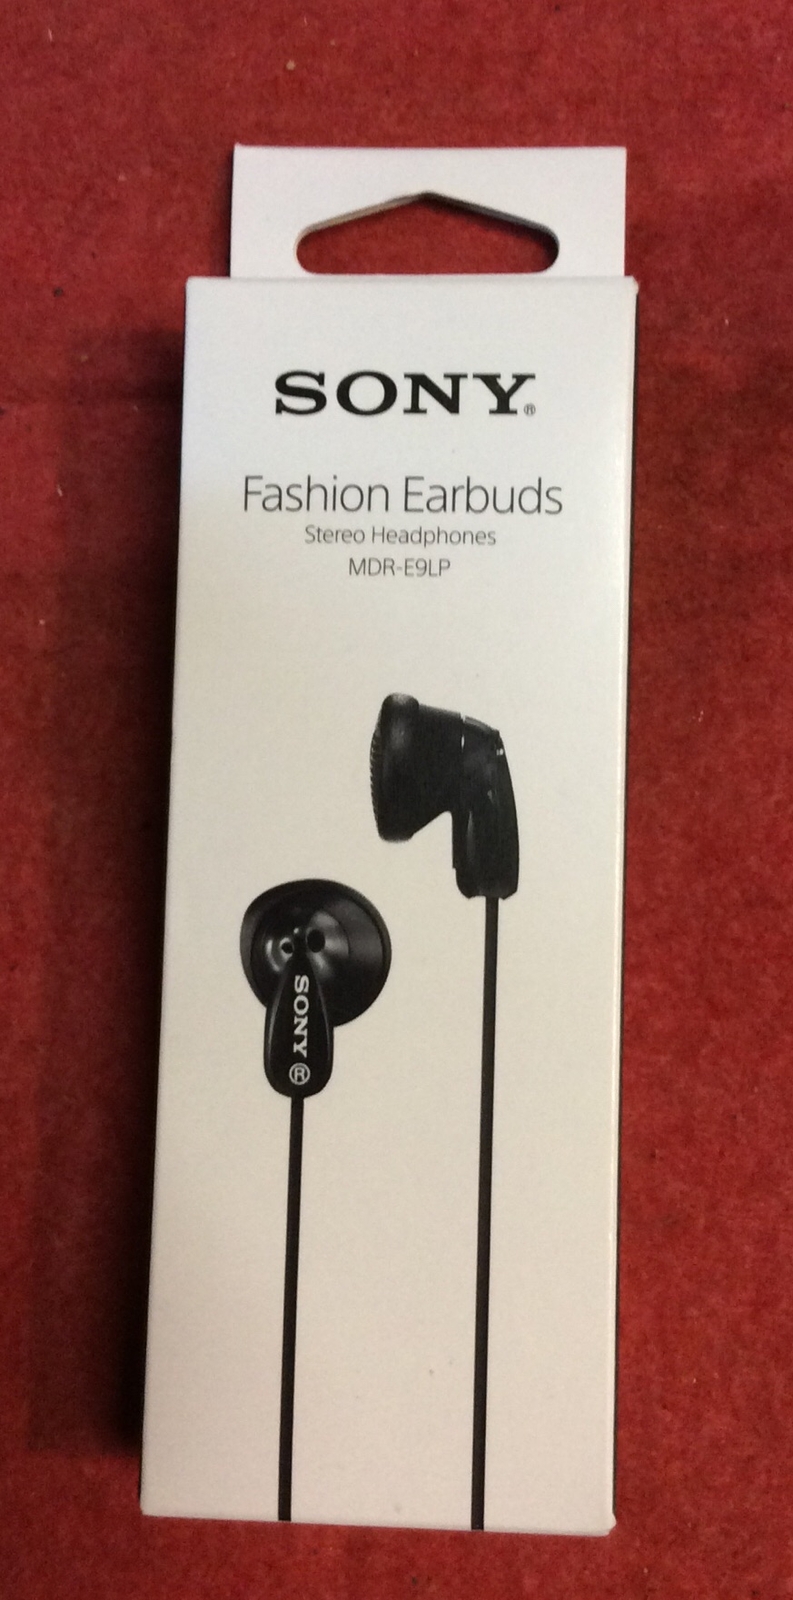 SONY®
Fashion Earbuds
Stereo Headphones
MDR-E9LP
SONY®